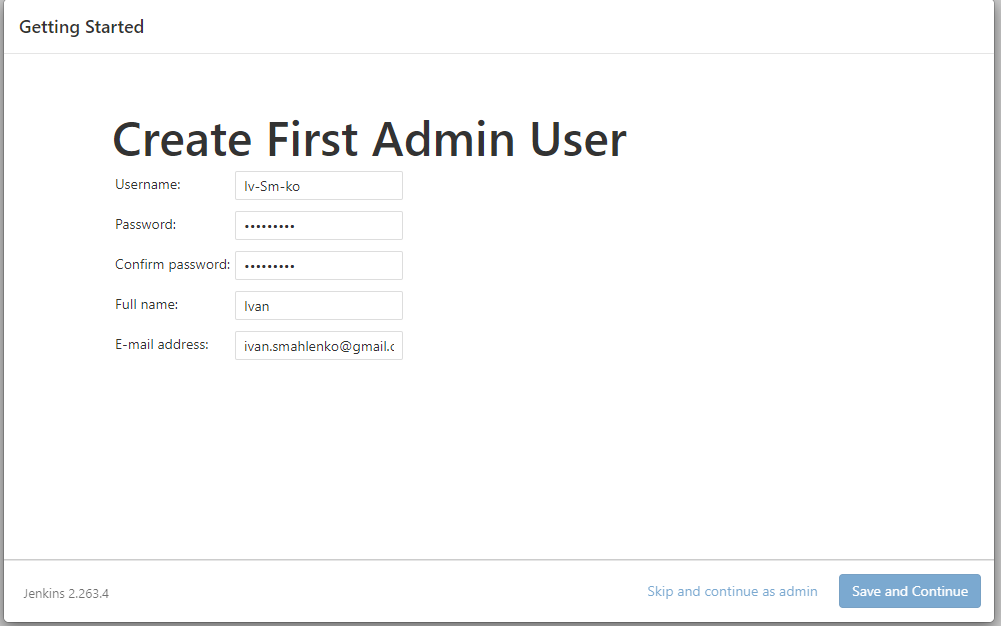 Getting Started
Create First Admin User
Username: Iv-Sm-ko
Password: •••••••••
Confirm password: •••••••••
Full name: Ivan
E-mail address: ivan.smahlenko@gmail.c
Jenkins 2.263.4 Skip and continue as admin Save and Continue